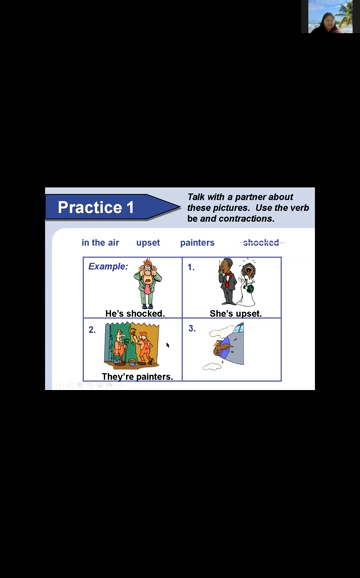 Practice 1
Talk with a partner about
these pictures. Use the verb
be and contractions.
in the air upset painters shocked
Example:
He's shocked.
1.
She's upset.
2.
They're painters.
3.